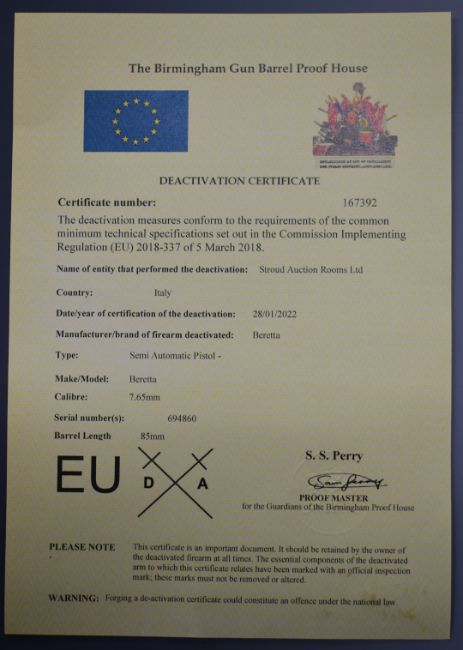 The Birmingham Gun Barrel Proof House
DEACTIVATION CERTIFICATE
Certificate number: 167392
The deactivation measures conform to the requirements of the common
minimum technical specifications set out in the Commission Implementing
Regulation (EU) 2018-337 of 5 March 2018.
Name of entity that performed the deactivation: Stroud Auction Rooms Ltd
Country: Italy
Date/year of certification of the deactivation: 28/01/2022
Manufacturer/brand of firearm deactivated: Beretta
Type: Semi Automatic Pistol -
Make/Model: Beretta
Calibre: 7.65mm
Serial number(s): 694860
Barrel Length 85mm
EU D A
S. S. Perry
Sam Perry
PROOF MASTER
for the Guardians of the Birmingham Proof House
PLEASE NOTE This certificate is an important document. It should be retained by the owner of
- the deactivated firearm at all times. The essential components of the deactivated
arm to which this certificate relates have been marked with an official inspection
mark; these marks must not be removed or altered.
WARNING: Forging a de-activation certificate could constitute an offence under the national law.